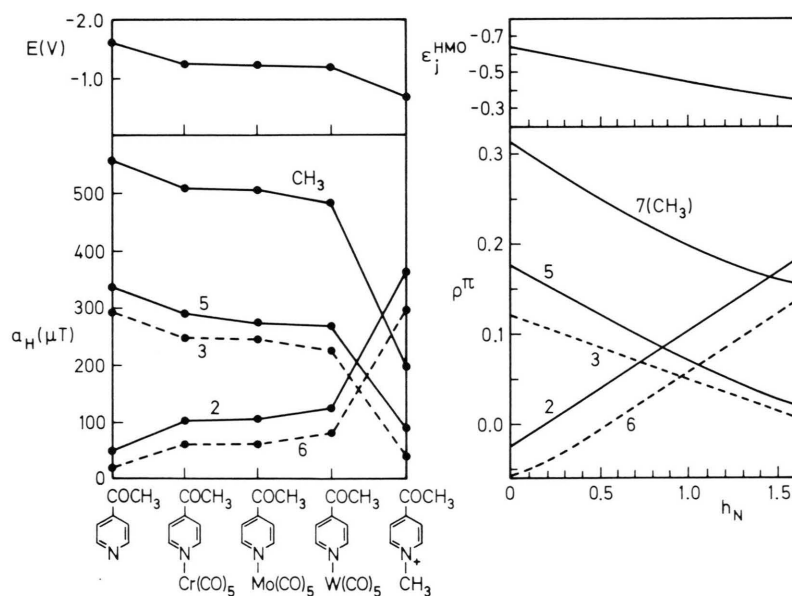 -2.0
E(V)
-1.0
500
400
300
200
100
0
a_H(μT)
CH₃
5
3
2
6
COCH₃ COCH₃ COCH₃ COCH₃ COCH₃
N N N N N+
Cr(CO)₅ Mo(CO)₅ W(CO)₅ CH₃
-0.7
ε_j^HMO
-0.5
-0.3
0.3
0.2
0.1
0.0
ρ^π
7(CH₃)
5
3
2
6
0 0.5 1.0 1.5
h_N